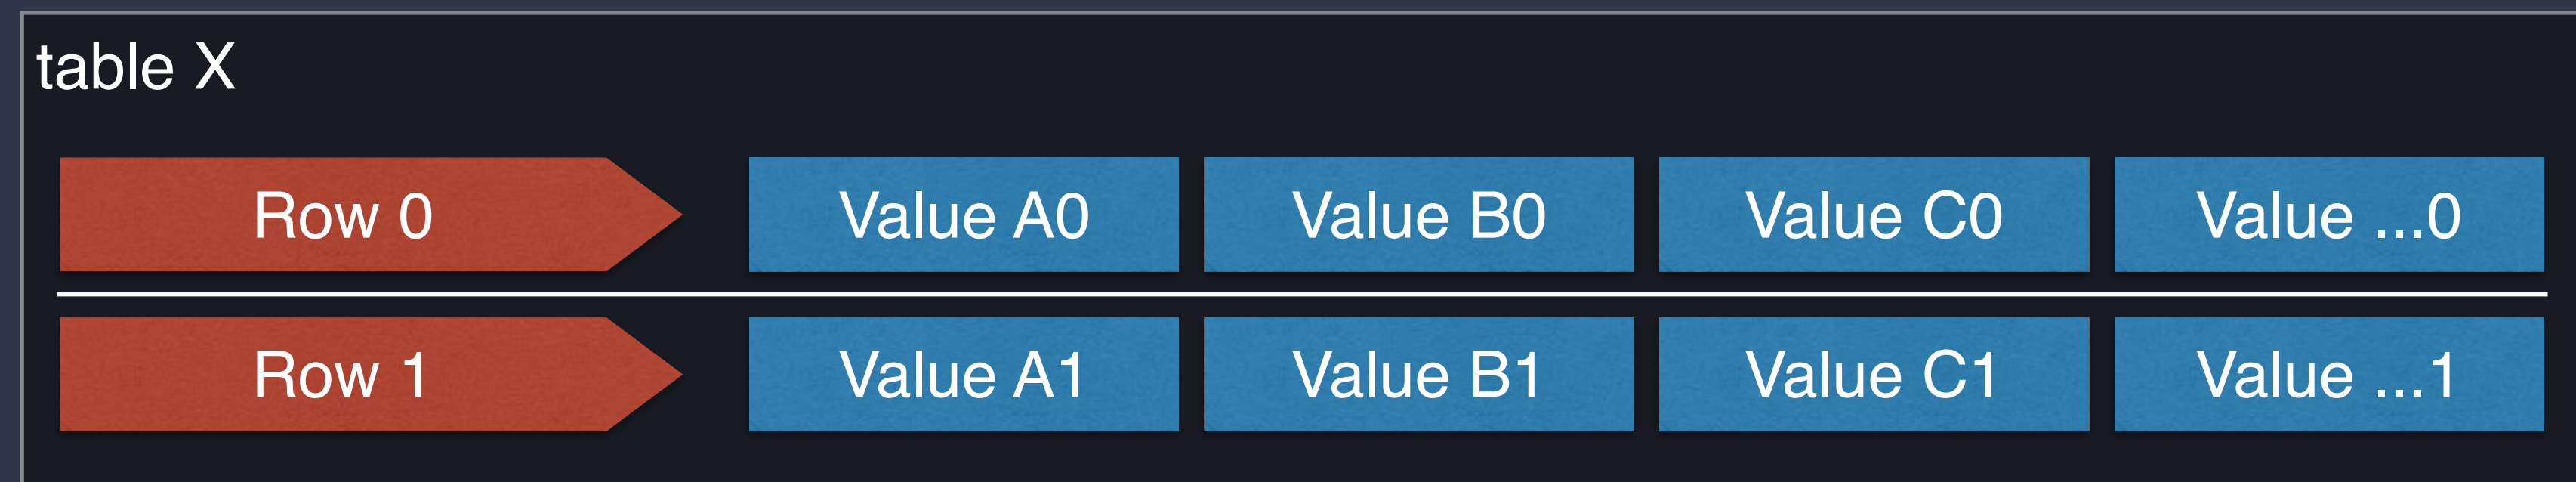 table X
Row 0 Value A0 Value B0 Value C0 Value ...0
Row 1 Value A1 Value B1 Value C1 Value ...1